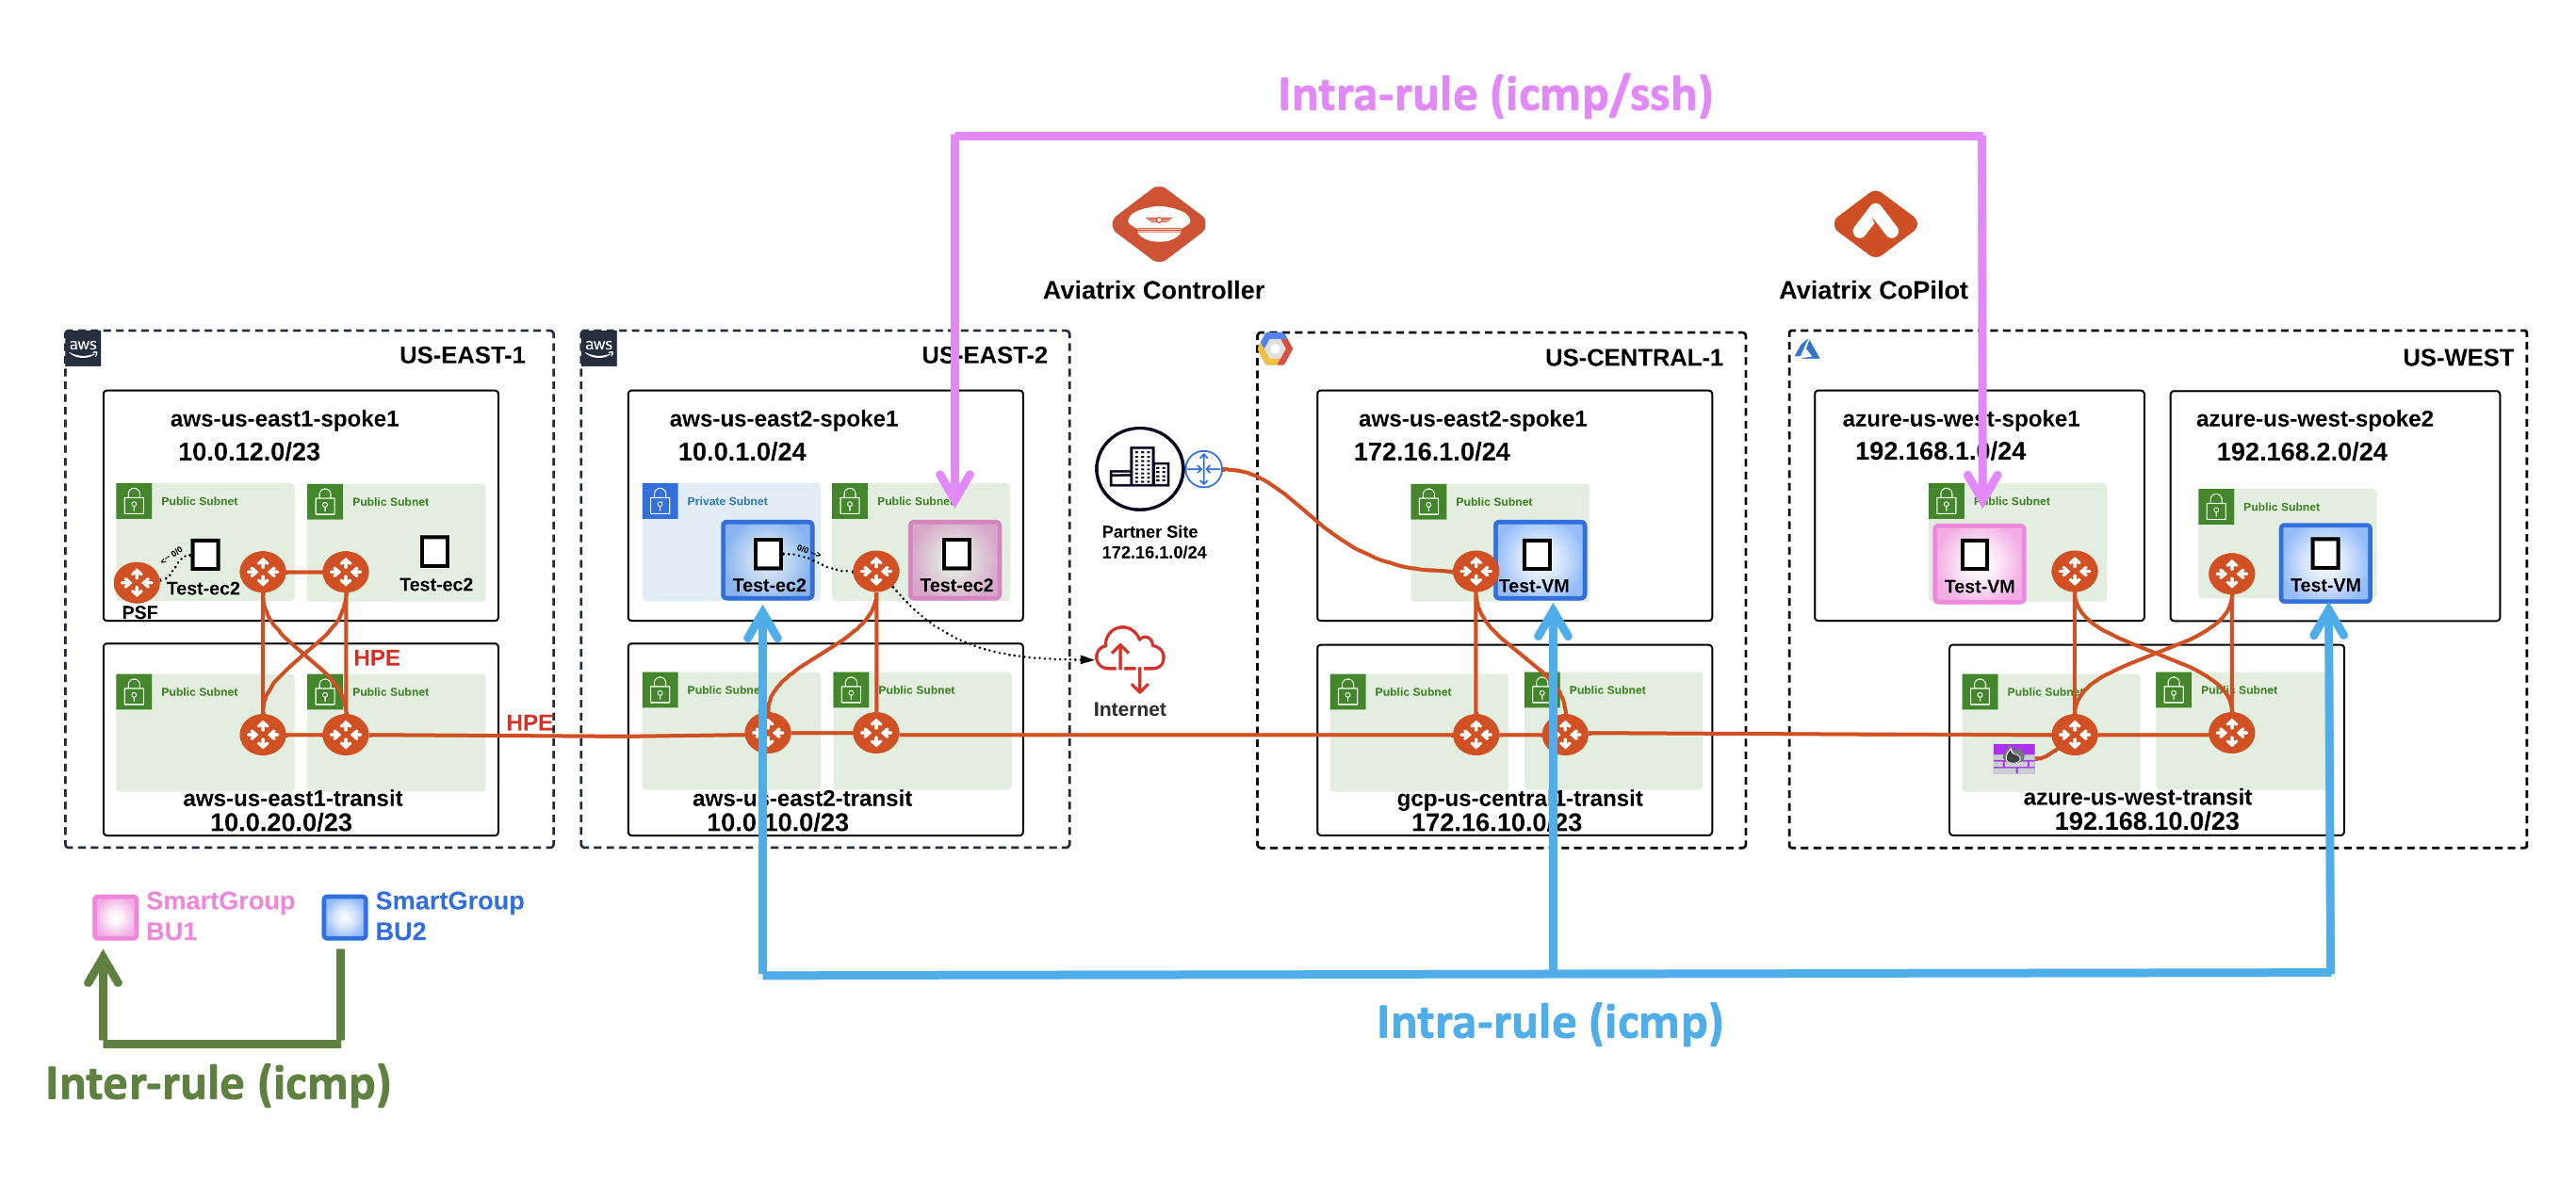 Intra-rule (icmp/ssh)
Aviatrix Controller
Aviatrix CoPilot
aws
US-EAST-1
aws-us-east1-spoke1
10.0.12.0/23
Public Subnet
Public Subnet
<-- 0/0
Test-ec2
Test-ec2
PSF
HPE
Public Subnet
Public Subnet
HPE
aws-us-east1-transit
10.0.20.0/23
aws
US-EAST-2
aws-us-east2-spoke1
10.0.1.0/24
Private Subnet
Public Subnet
0/0 -->
Test-ec2
Test-ec2
Public Subnet
Public Subnet
aws-us-east2-transit
10.0.10.0/23
Partner Site
172.16.1.0/24
Internet
US-CENTRAL-1
aws-us-east2-spoke1
172.16.1.0/24
Public Subnet
Test-VM
Public Subnet
Public Subnet
gcp-us-central1-transit
172.16.10.0/23
US-WEST
azure-us-west-spoke1
192.168.1.0/24
Public Subnet
Test-VM
azure-us-west-spoke2
192.168.2.0/24
Public Subnet
Test-VM
Public Subnet
Public Subnet
azure-us-west-transit
192.168.10.0/23
SmartGroup
BU1
SmartGroup
BU2
Inter-rule (icmp)
Intra-rule (icmp)